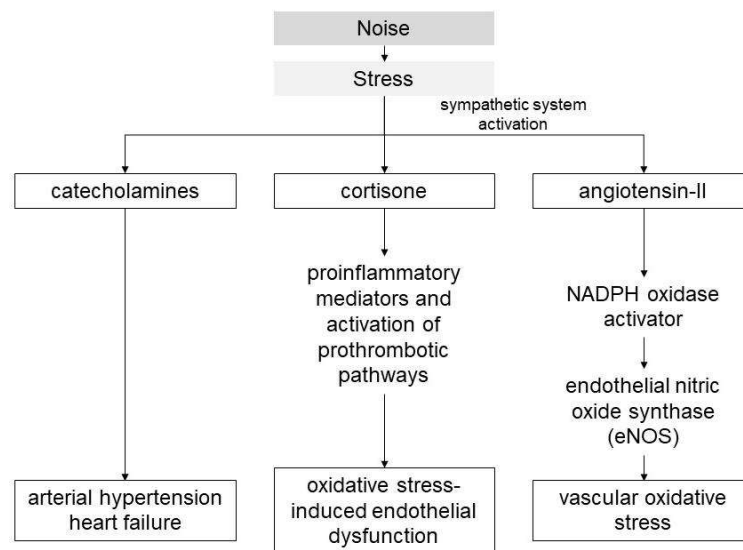 Noise
Stress
sympathetic system
activation
catecholamines
cortisone
angiotensin-II
proinflammatory
mediators and
activation of
prothrombotic
pathways
NADPH oxidase
activator
endothelial nitric
oxide synthase
(eNOS)
arterial hypertension
heart failure
oxidative stress-
induced endothelial
dysfunction
vascular oxidative
stress